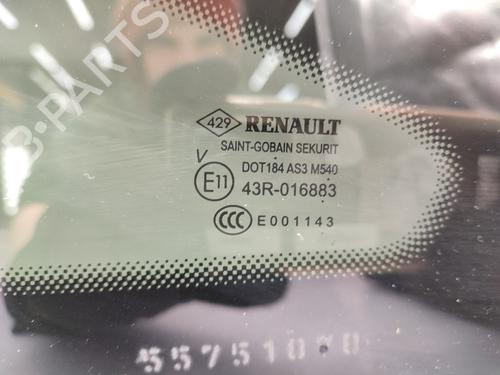 B-PARTS
429 RENAULT
SAINT-GOBAIN SEKURIT
V
DOT184 AS3 M540
E11 43R-016883
CCC E001143